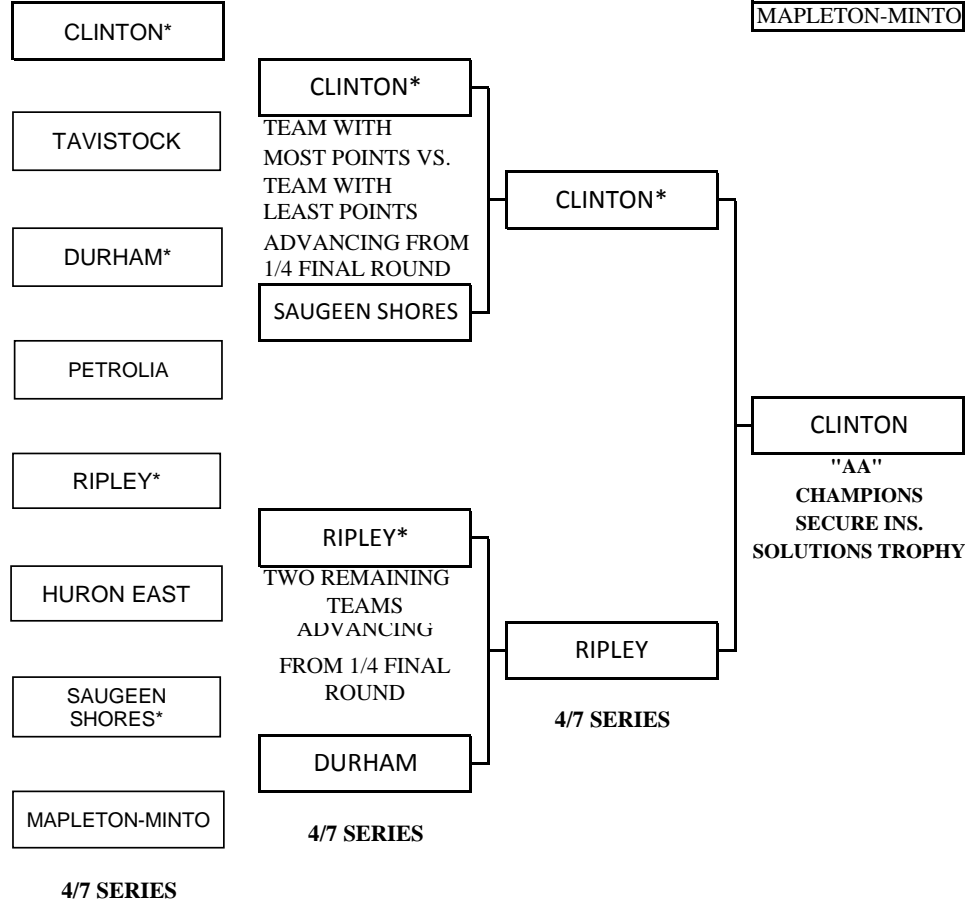 CLINTON*
TAVISTOCK
DURHAM*
PETROLIA
RIPLEY*
HURON EAST
SAUGEEN
SHORES*
MAPLETON-MINTO
4/7 SERIES
CLINTON*
TEAM WITH
MOST POINTS VS.
TEAM WITH
LEAST POINTS
ADVANCING FROM
1/4 FINAL ROUND
SAUGEEN SHORES
RIPLEY*
TWO REMAINING
TEAMS
ADVANCING
FROM 1/4 FINAL
ROUND
DURHAM
4/7 SERIES
CLINTON*
RIPLEY
4/7 SERIES
MAPLETON-MINTO
CLINTON
"AA"
CHAMPIONS
SECURE INS.
SOLUTIONS TROPHY